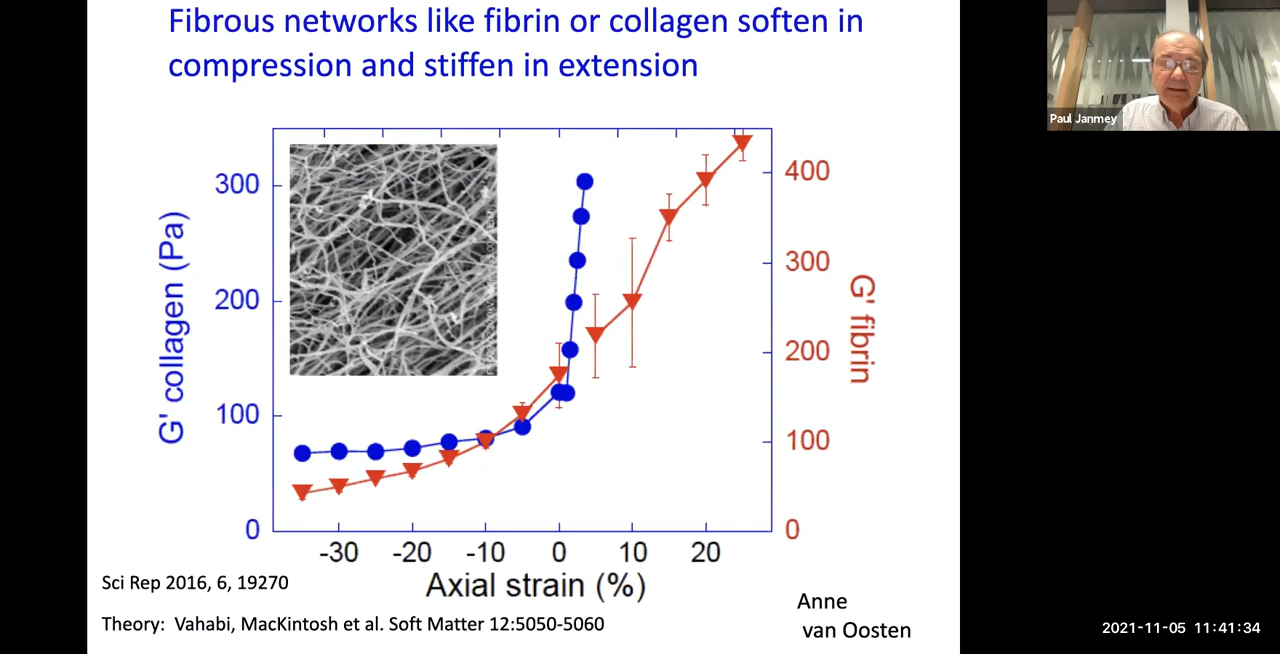 Fibrous networks like fibrin or collagen soften in
compression and stiffen in extension
Paul Janmey
300
200
100
0
G' collagen (Pa)
400
300
200
100
0
G' fibrin
-30 -20 -10 0 10 20
Axial strain (%)
Sci Rep 2016, 6, 19270
Theory: Vahabi, MacKintosh et al. Soft Matter 12:5050-5060
Anne
van Oosten
2021-11-05 11:41:34